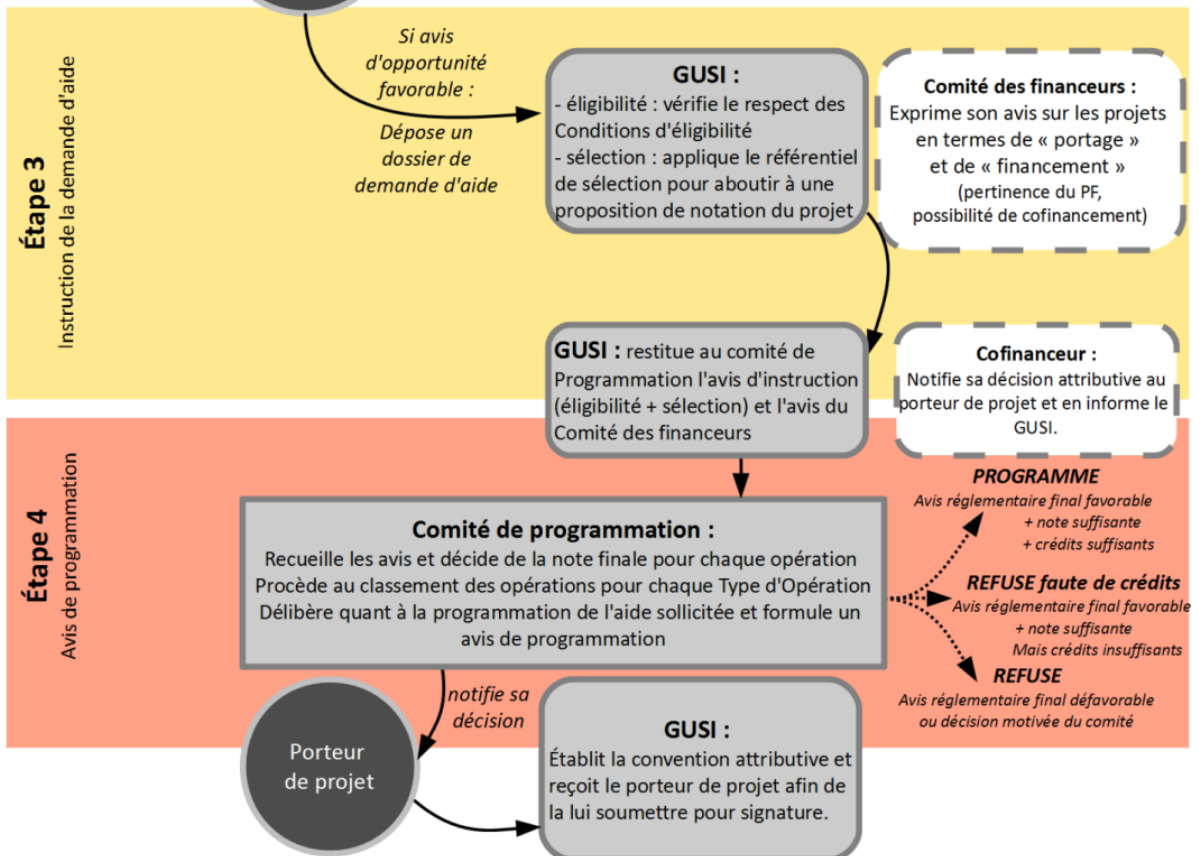 Étape 3
Instruction de la demande d'aide
Si avis
d'opportunité
favorable :
Dépose un
dossier de
demande d'aide
GUSI :
- éligibilité : vérifie le respect des
Conditions d'éligibilité
- sélection : applique le référentiel
de sélection pour aboutir à une
proposition de notation du projet
Comité des financeurs :
Exprime son avis sur les projets
en termes de « portage »
et de « financement »
(pertinence du PF,
possibilité de cofinancement)
GUSI : restitue au comité de
Programmation l'avis d'instruction
(éligibilité + sélection) et l'avis du
Comité des financeurs
Cofinanceur :
Notifie sa décision attributive au
porteur de projet et en informe le
GUSI.
Étape 4
Avis de programmation
Comité de programmation :
Recueille les avis et décide de la note finale pour chaque opération
Procède au classement des opérations pour chaque Type d'Opération
Délibère quant à la programmation de l'aide sollicitée et formule un
avis de programmation
PROGRAMME
Avis réglementaire final favorable
+ note suffisante
+ crédits suffisants
REFUSE faute de crédits
Avis réglementaire final favorable
+ note suffisante
Mais crédits insuffisants
REFUSE
Avis réglementaire final défavorable
ou décision motivée du comité
notifie sa
décision
Porteur
de projet
GUSI :
Établit la convention attributive et
reçoit le porteur de projet afin de
la lui soumettre pour signature.